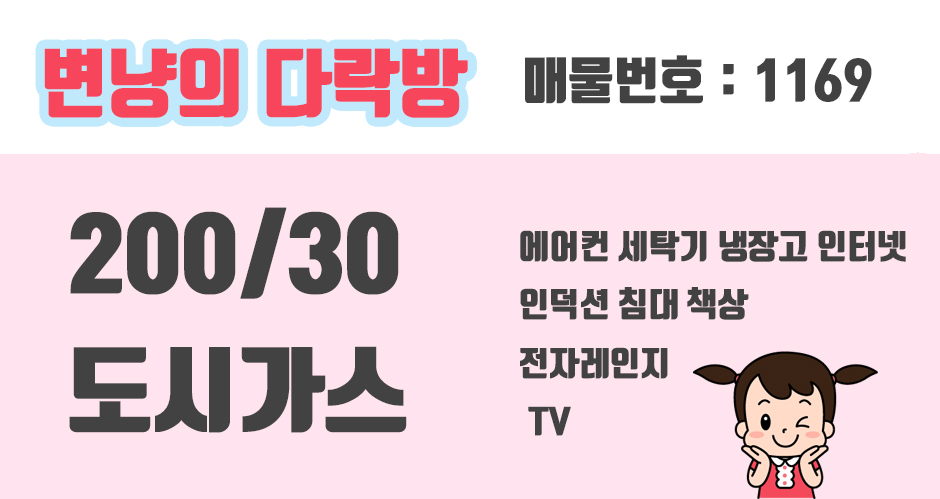 변냥의 다락방
매물번호 : 1169
200/30
도시가스
에어컨 세탁기 냉장고 인터넷
인덕션 침대 책상
전자레인지
TV